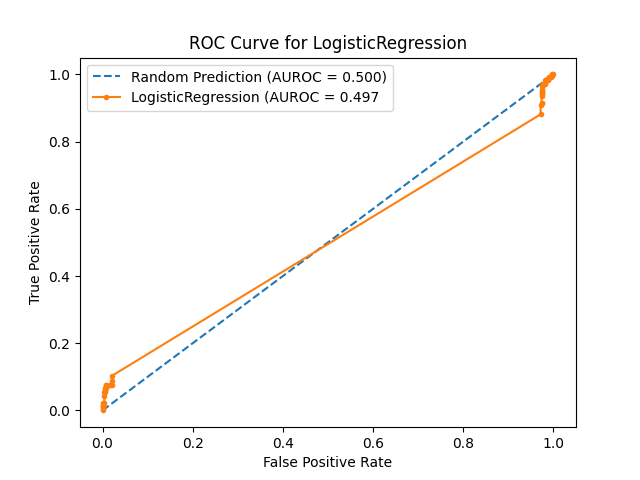 ROC Curve for LogisticRegression
Random Prediction (AUROC = 0.500)
LogisticRegression (AUROC = 0.497
True Positive Rate
1.0
0.8
0.6
0.4
0.2
0.0
0.0 0.2 0.4 0.6 0.8 1.0
False Positive Rate